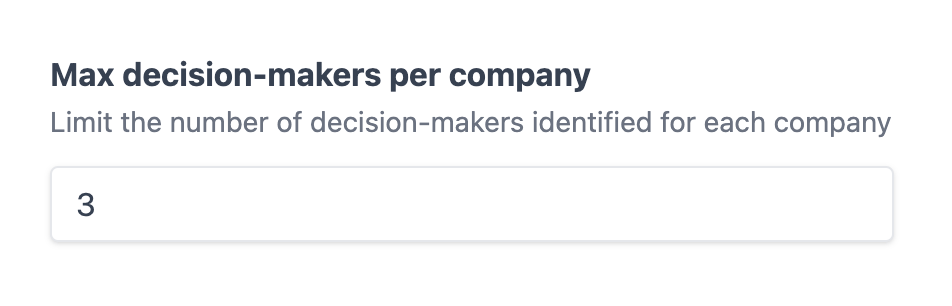 Max decision-makers per company
Limit the number of decision-makers identified for each company
3